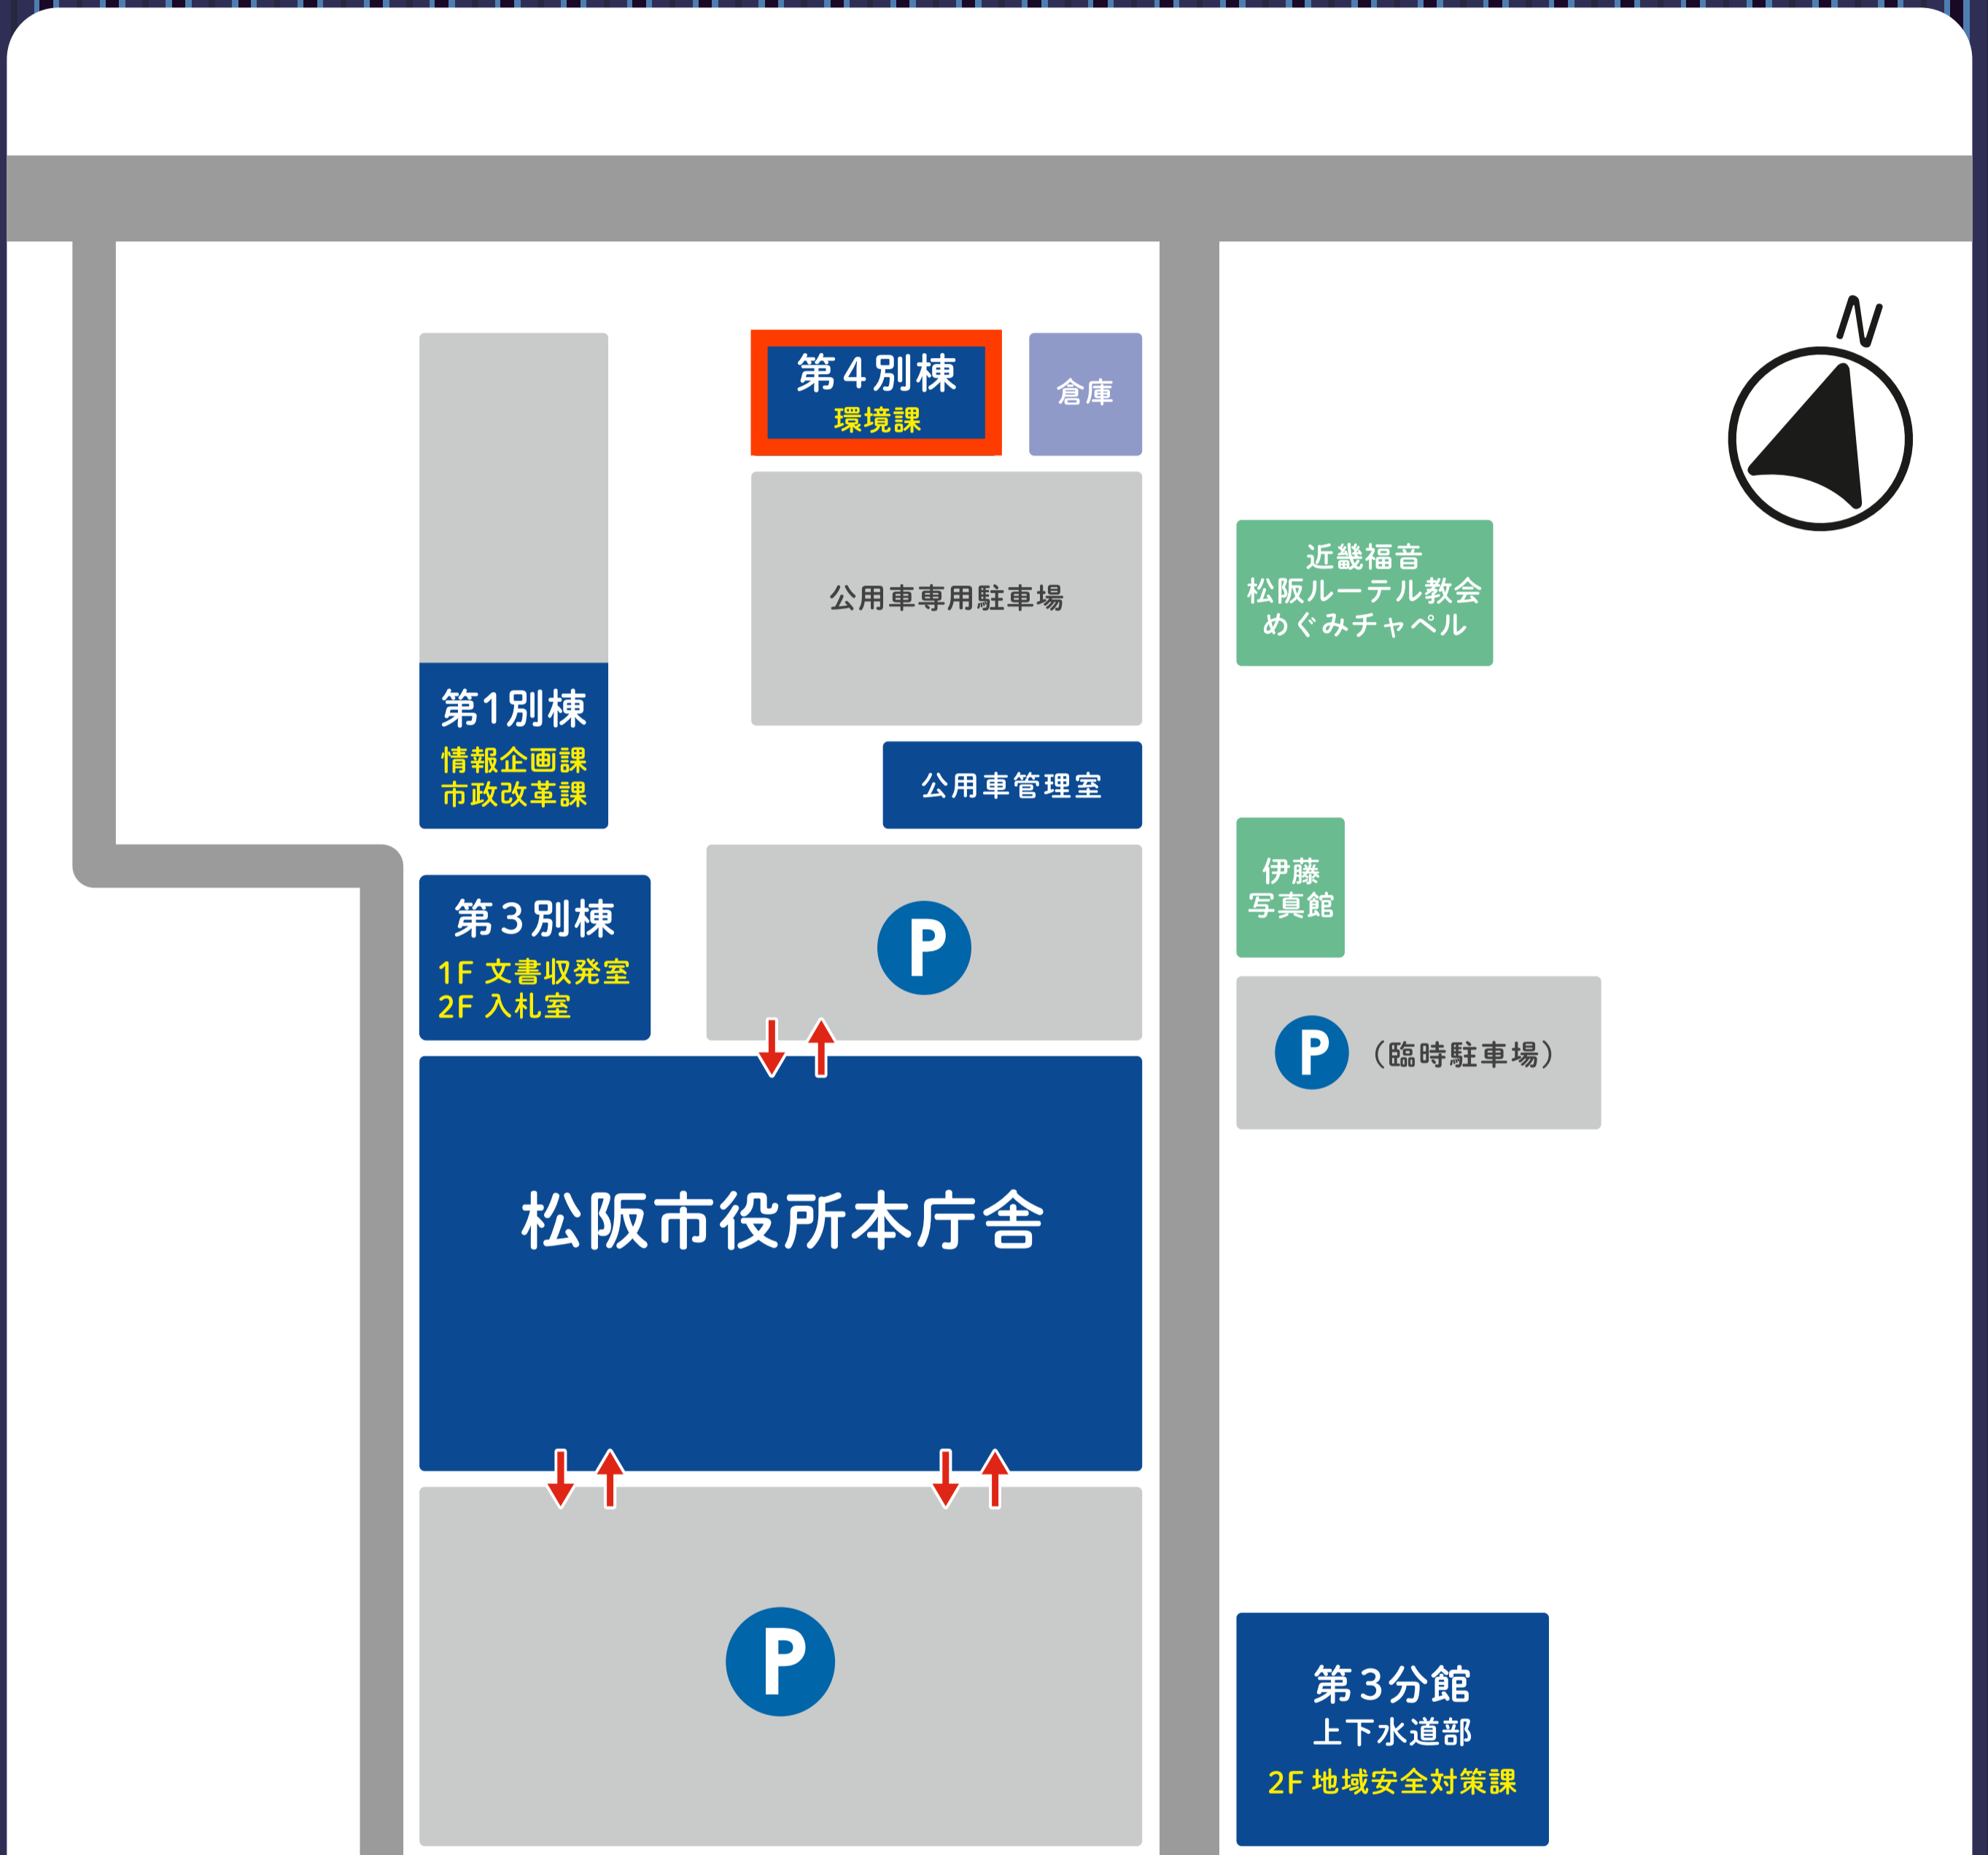 N
第4別棟
環境課
倉庫
公用車専用駐車場
近畿福音
松阪ルーテル教会
めぐみチャペル
第1別棟
情報企画課
市政改革課
公用車管理室
伊藤
写真館
第3別棟
1F 文書収発室
2F 入札室
P
P （臨時駐車場）
松阪市役所本庁舎
P
第3分館
上下水道部
2F 地域安全対策課